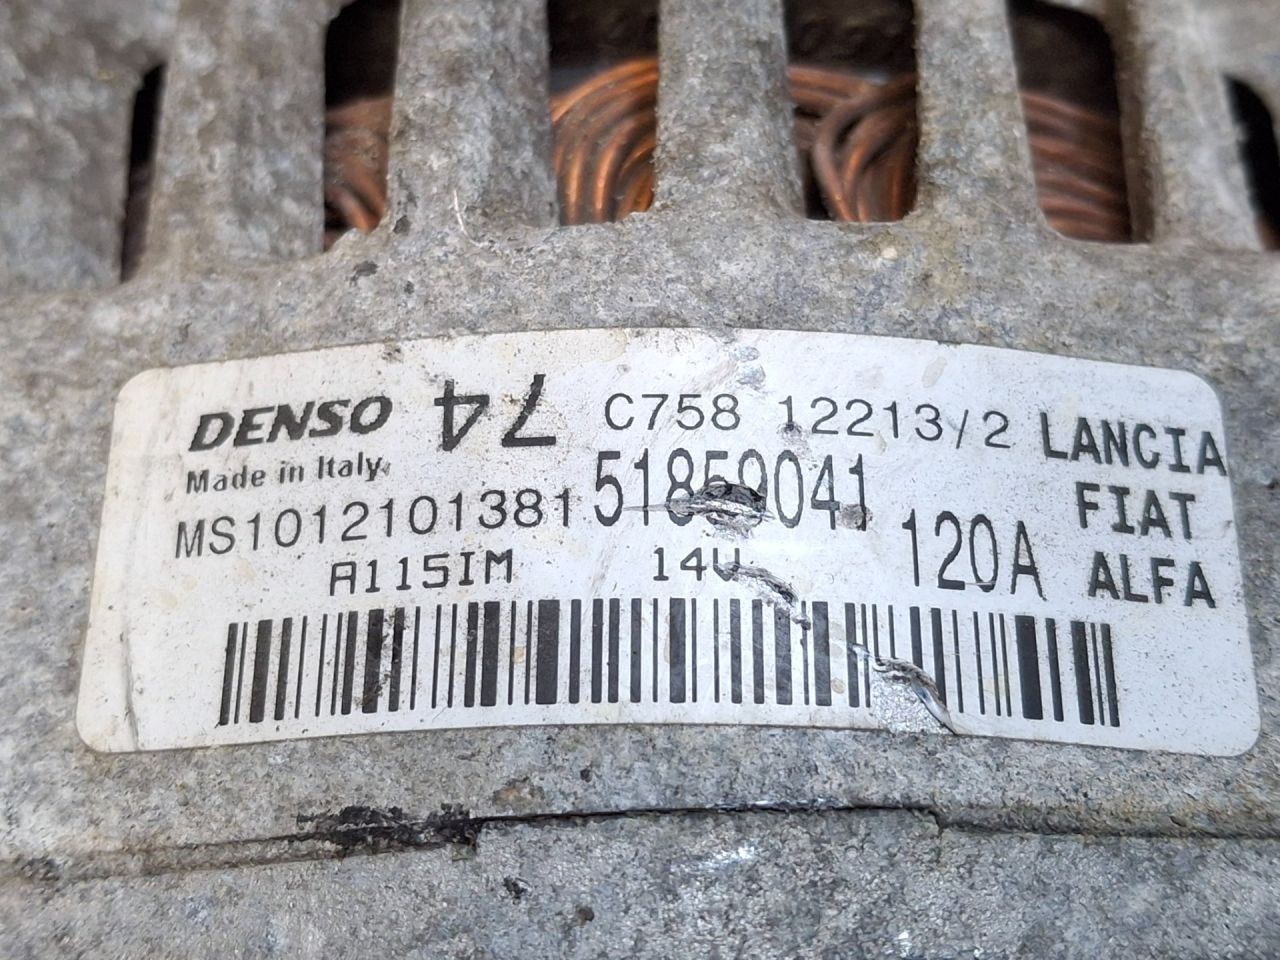 DENSO 74 C758 12213/2 LANCIA
Made in Italy
MS1012101381 51859041 120A FIAT
A115IM 14V ALFA